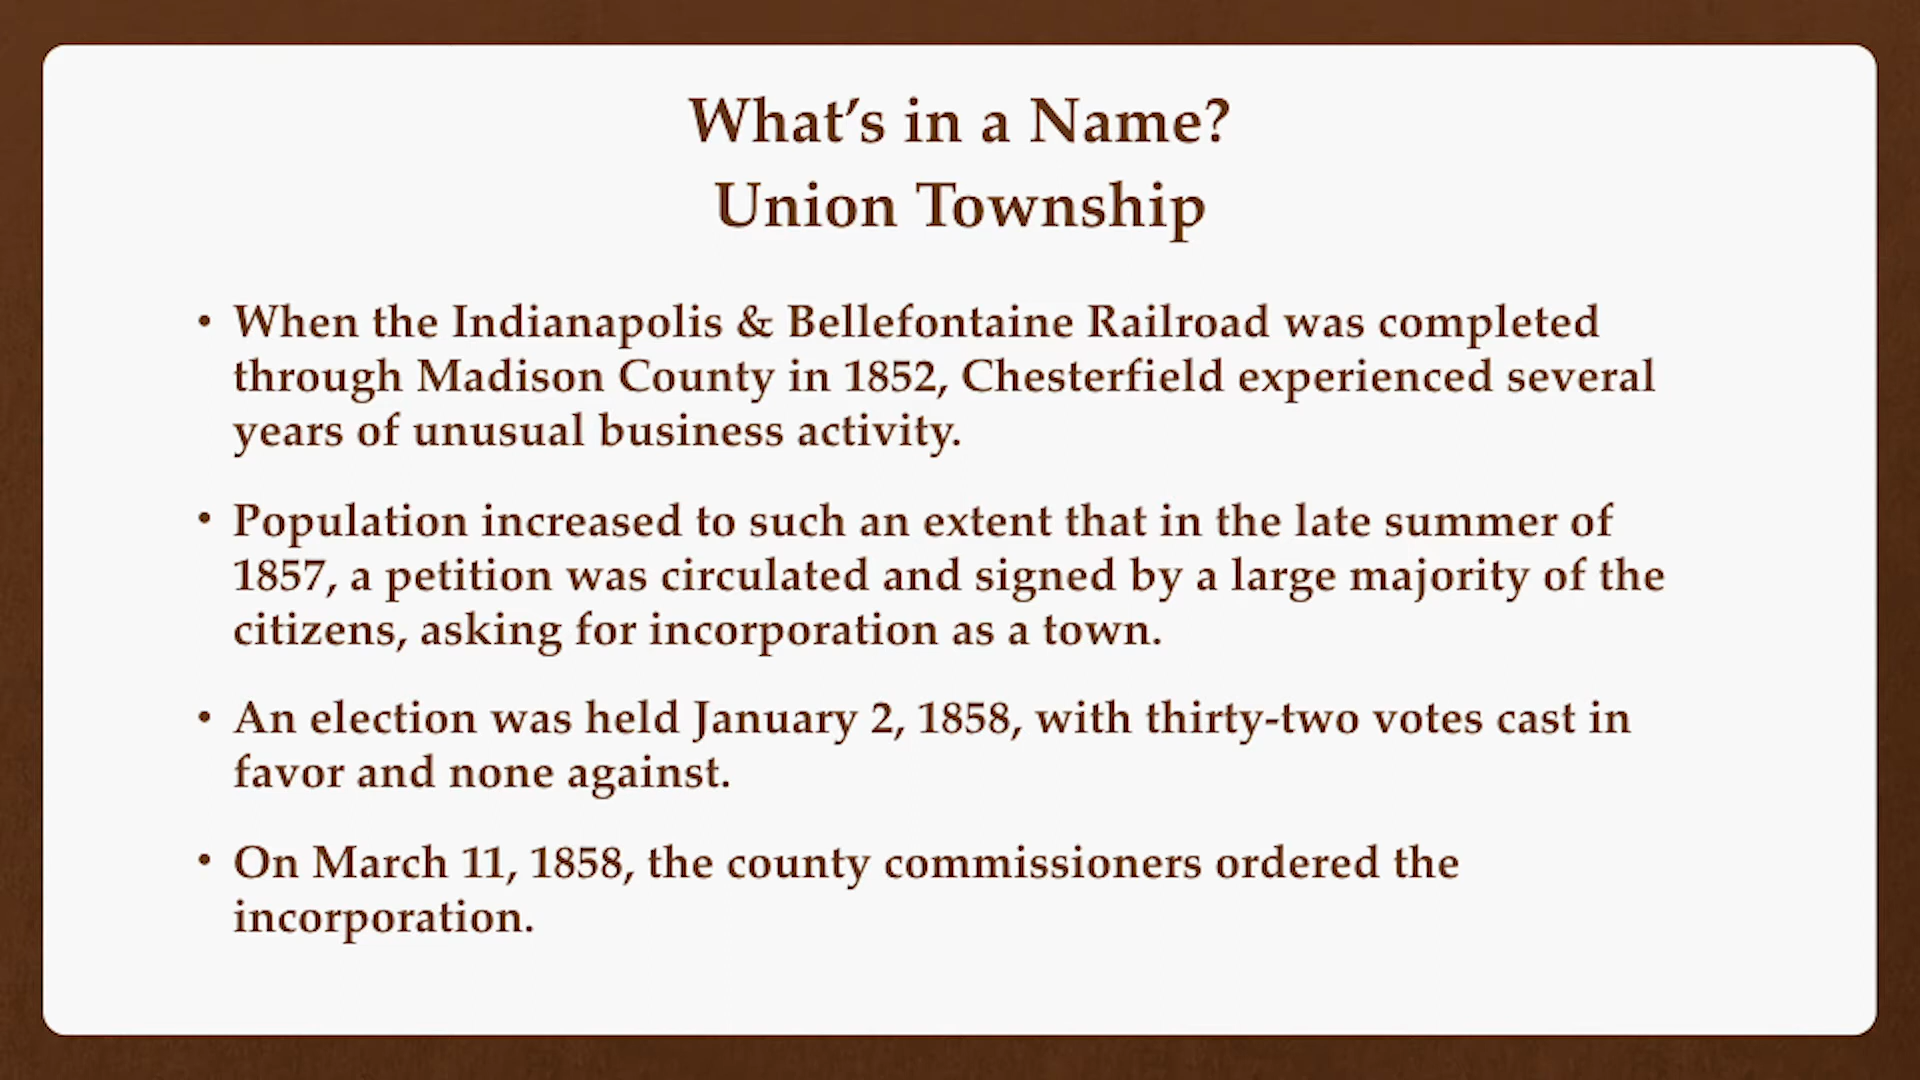 What’s in a Name?
Union Township
• When the Indianapolis & Bellefontaine Railroad was completed
through Madison County in 1852, Chesterfield experienced several
years of unusual business activity.
• Population increased to such an extent that in the late summer of
1857, a petition was circulated and signed by a large majority of the
citizens, asking for incorporation as a town.
• An election was held January 2, 1858, with thirty-two votes cast in
favor and none against.
• On March 11, 1858, the county commissioners ordered the
incorporation.